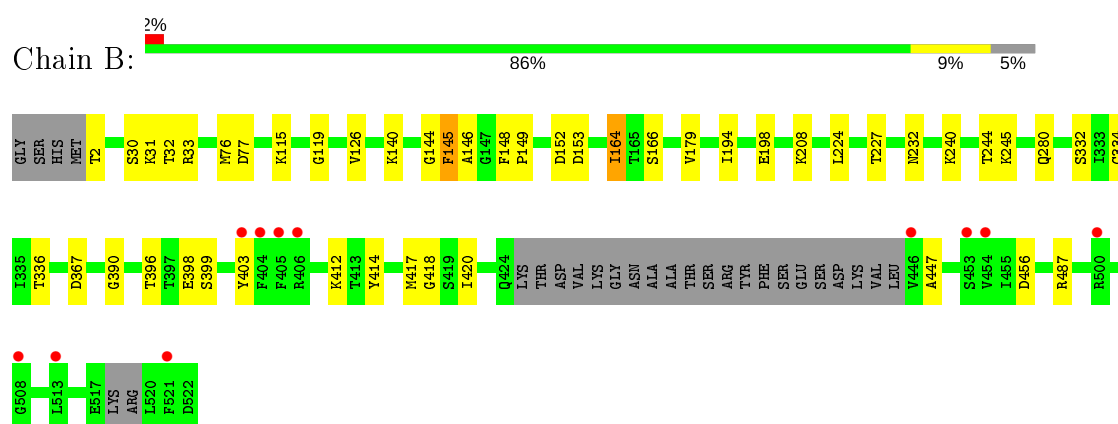 2%
Chain B:
86% 9% 5%
GLY SER HIS MET T2 S30 K31 T32 R33 M76 D77 K115 G119 V126 K140 G144 F145 A146 G147 F148 P149 D152 D153 I164 T165 S166 V179 I194 E198 K208 L224 T227 N232 K240 T244 K245 Q280 S332 I333 G334
I335 T336 D367 G390 T396 T397 E398 S399 Y403 F404 F405 R406 K412 T413 Y414 M417 G418 S419 I420 Q424 LYS THR ASP VAL LYS GLY ASN ALA ALA THR SER ARG TYR PHE SER GLU SER ASP LYS VAL LEU V446 A447 S453 V454 I455 D456 R487 R500
G508 L513 E517 LYS ARG L520 F521 D522